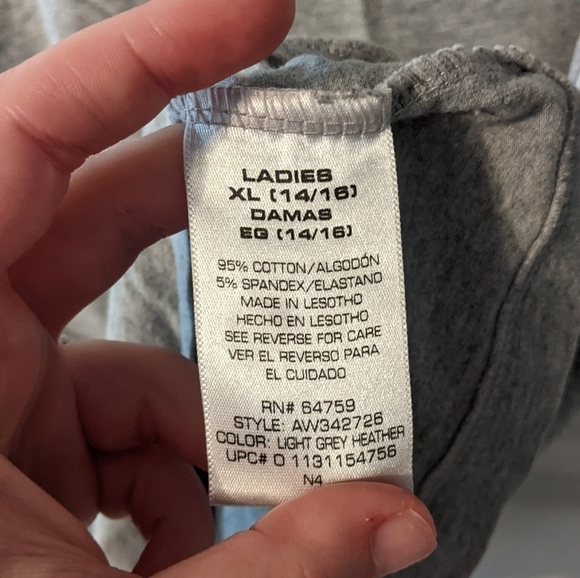 LADIES
XL (14/16)
DAMAS
EG (14/16)
95% COTTON/ALGODÓN
5% SPANDEX/ELASTANO
MADE IN LESOTHO
HECHO EN LESOTHO
SEE REVERSE FOR CARE
VER EL REVERSO PARA
EL CUIDADO
RN# 64759
STYLE: AW342726
COLOR: LIGHT GREY HEATHER
UPC# 0 1131154756
N4